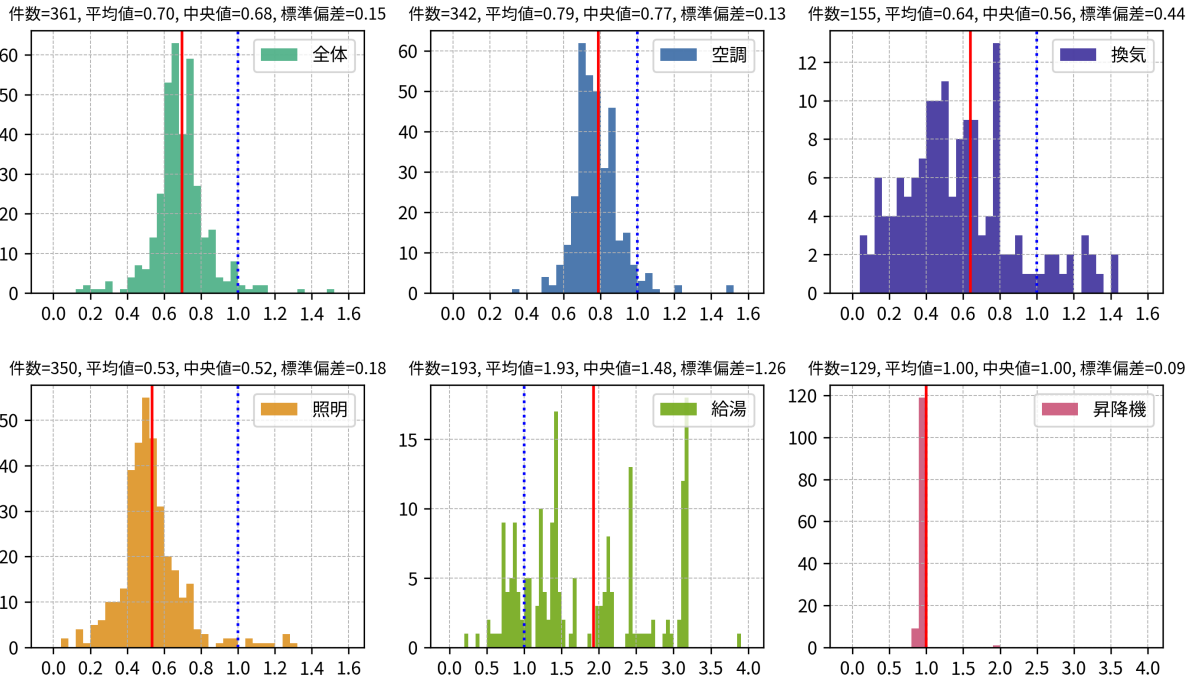 件数=361, 平均値=0.70, 中央値=0.68, 標準偏差=0.15
全体
60
50
40
30
20
10
0
0.0 0.2 0.4 0.6 0.8 1.0 1.2 1.4 1.6
件数=342, 平均値=0.79, 中央値=0.77, 標準偏差=0.13
空調
60
50
40
30
20
10
0
0.0 0.2 0.4 0.6 0.8 1.0 1.2 1.4 1.6
件数=155, 平均値=0.64, 中央値=0.56, 標準偏差=0.44
換気
12
10
8
6
4
2
0
0.0 0.2 0.4 0.6 0.8 1.0 1.2 1.4 1.6
件数=350, 平均値=0.53, 中央値=0.52, 標準偏差=0.18
照明
50
40
30
20
10
0
0.0 0.2 0.4 0.6 0.8 1.0 1.2 1.4 1.6
件数=193, 平均値=1.93, 中央値=1.48, 標準偏差=1.26
給湯
15
10
5
0
0.0 0.5 1.0 1.5 2.0 2.5 3.0 3.5 4.0
件数=129, 平均値=1.00, 中央値=1.00, 標準偏差=0.09
昇降機
120
100
80
60
40
20
0
0.0 0.5 1.0 1.5 2.0 2.5 3.0 3.5 4.0